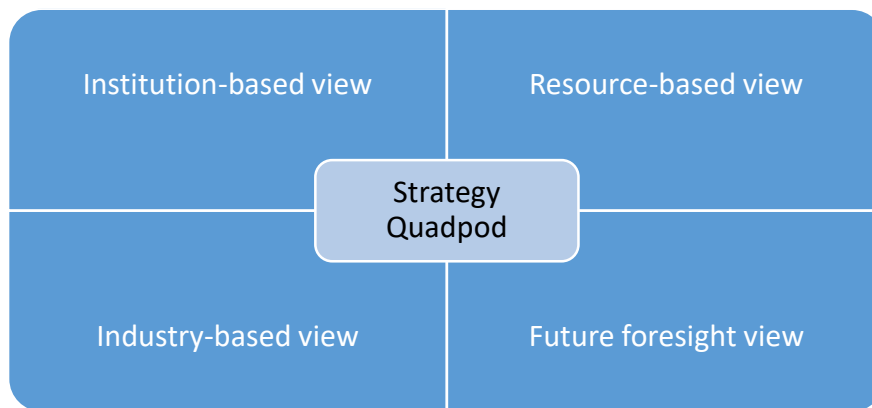 Institution-based view
Resource-based view
Strategy
Quadpod
Industry-based view
Future foresight view